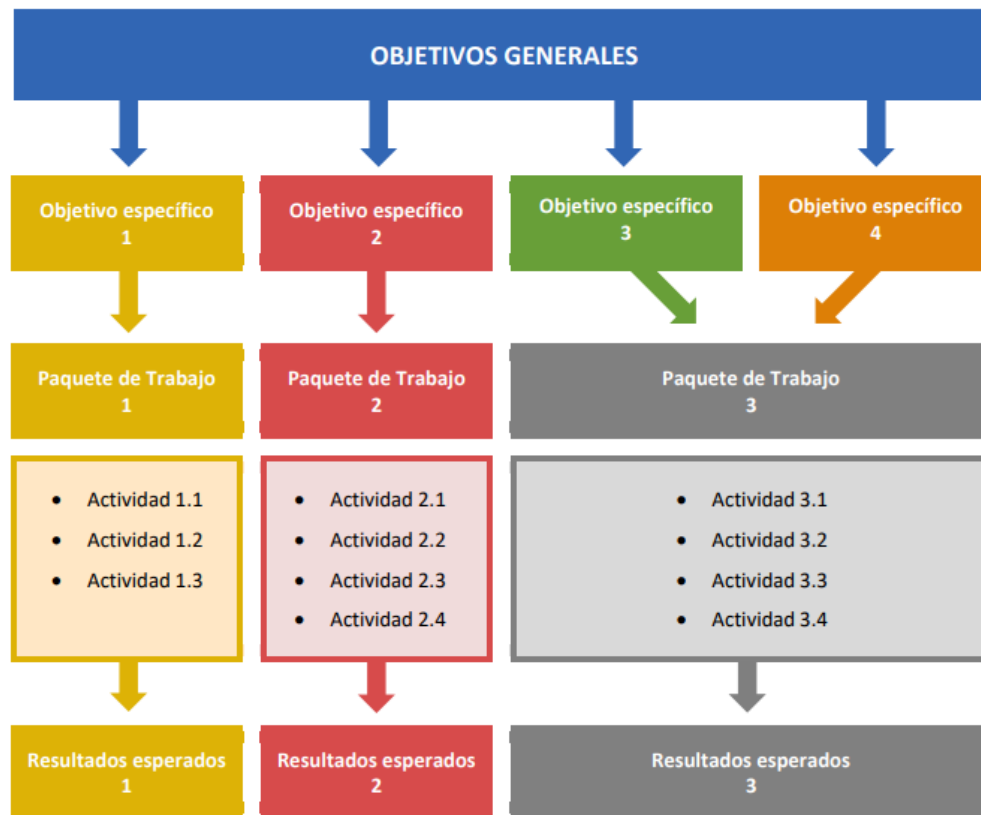 OBJETIVOS GENERALES
Objetivo específico
1
Objetivo específico
2
Objetivo específico
3
Objetivo específico
4
Paquete de Trabajo
1
Paquete de Trabajo
2
Paquete de Trabajo
3
• Actividad 1.1
• Actividad 1.2
• Actividad 1.3
• Actividad 2.1
• Actividad 2.2
• Actividad 2.3
• Actividad 2.4
• Actividad 3.1
• Actividad 3.2
• Actividad 3.3
• Actividad 3.4
Resultados esperados
1
Resultados esperados
2
Resultados esperados
3